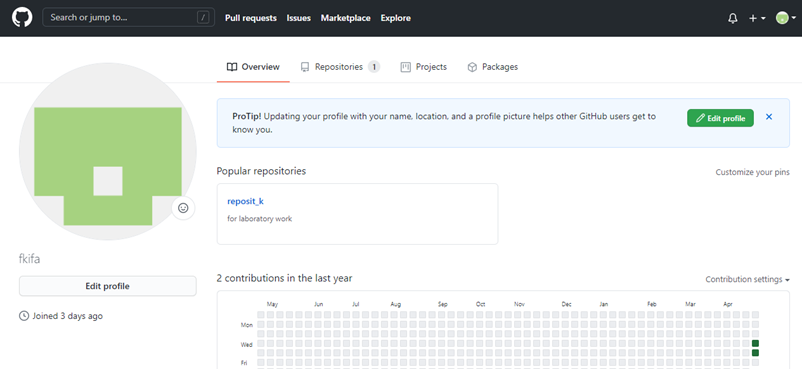 Search or jump to... /
Pull requests Issues Marketplace Explore
Overview Repositories 1 Projects Packages
ProTip! Updating your profile with your name, location, and a profile picture helps other GitHub users get to
know you.
Edit profile
Popular repositories
Customize your pins
reposit_k
for laboratory work
fkifa
Edit profile
Joined 3 days ago
2 contributions in the last year
Contribution settings
May Jun Jul Aug Sep Oct Nov Dec Jan Feb Mar Apr
Mon
Wed
Fri